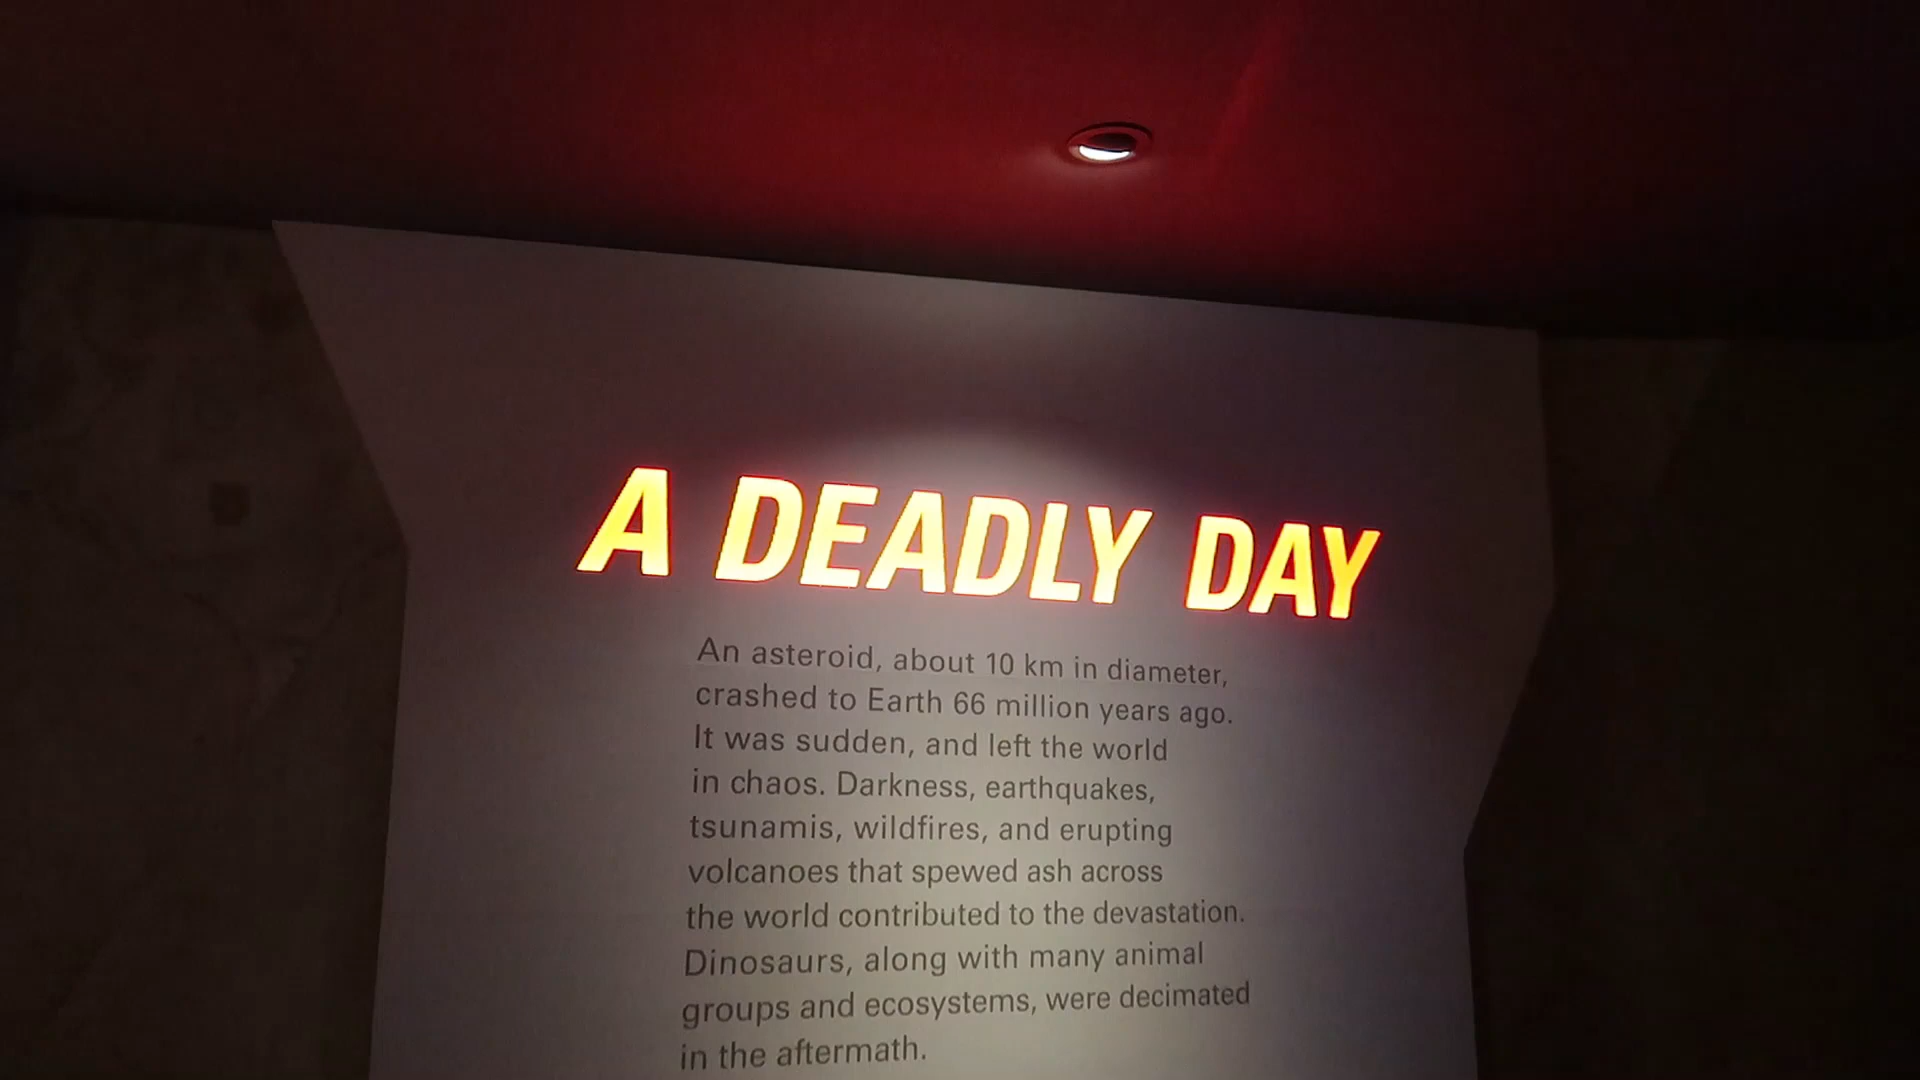 A DEADLY DAY
An asteroid, about 10 km in diameter,
crashed to Earth 66 million years ago.
It was sudden, and left the world
in chaos. Darkness, earthquakes,
tsunamis, wildfires, and erupting
volcanoes that spewed ash across
the world contributed to the devastation.
Dinosaurs, along with many animal
groups and ecosystems, were decimated
in the aftermath.